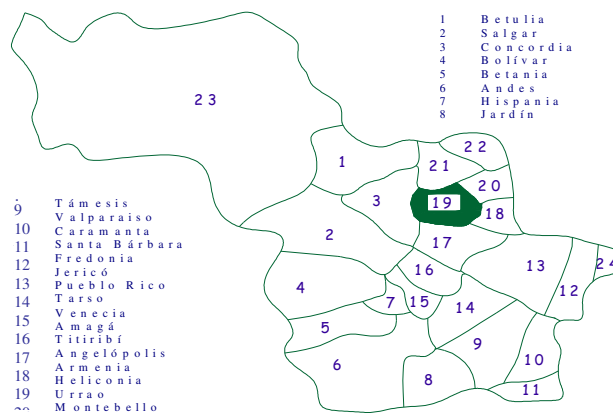 1 Betulia
2 Salgar
3 Concordia
4 Bolívar
5 Betania
6 Andes
7 Hispania
8 Jardín
23
22
21
1
20
19
3
18
2
17
16
13
24
4
12
7
15
14
5
9
6
10
8
11
Támesis
9
Valparaiso
10 Caramanta
11 Santa Bárbara
12 Fredonia
Jericó
13 Pueblo Rico
14 Tarso
Venecia
15 Amagá
16 Titiribí
17 Angelópolis
Armenia
18 Heliconia
19 Urrao
20 Montebello